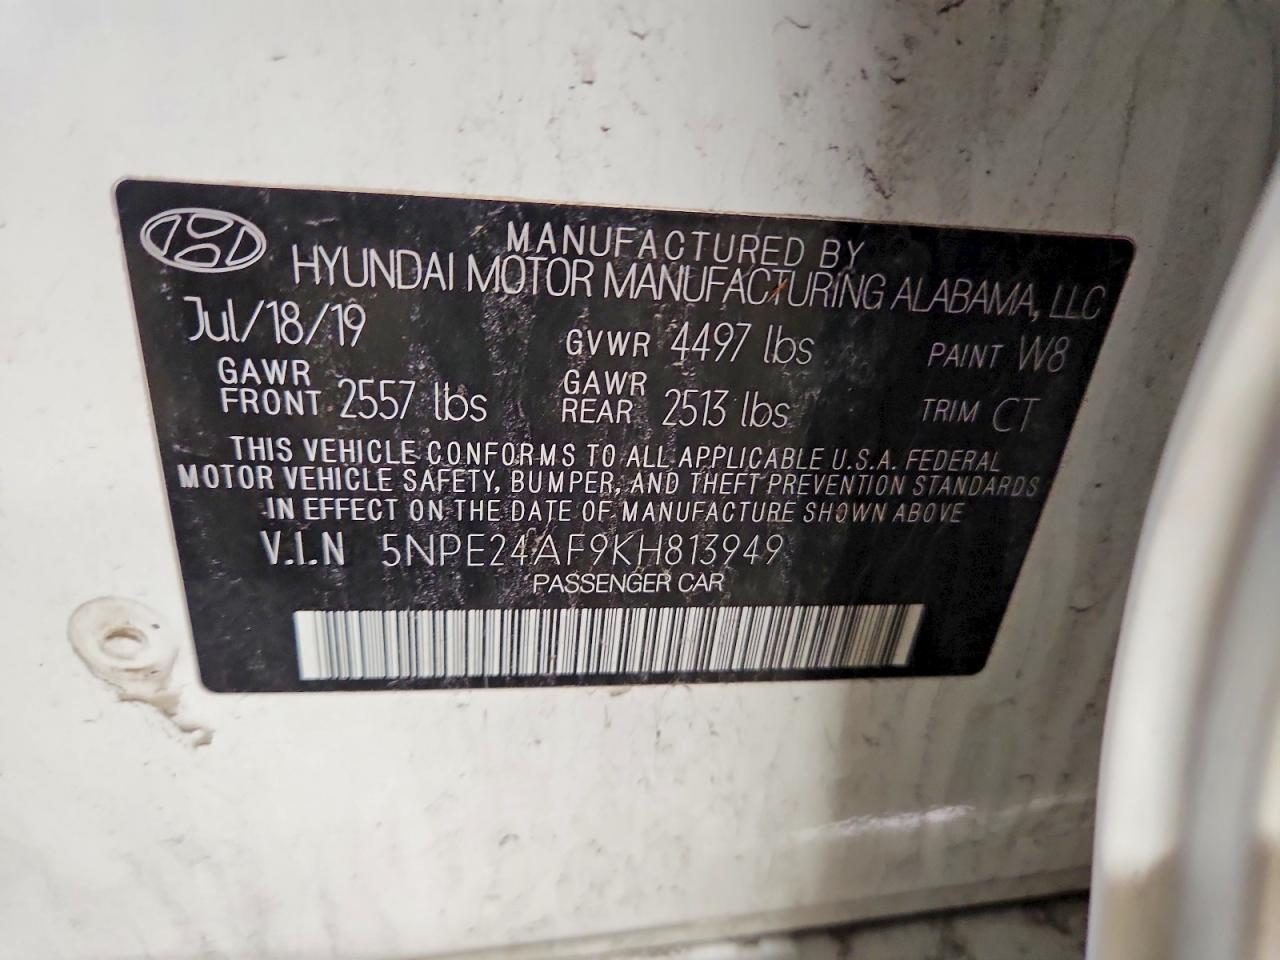 MANUFACTURED BY
HYUNDAI MOTOR MANUFACTURING ALABAMA, LLC
Jul/18/19 GVWR 4497 lbs PAINT W8
GAWR FRONT 2557 lbs GAWR REAR 2513 lbs TRIM CT
THIS VEHICLE CONFORMS TO ALL APPLICABLE U.S.A. FEDERAL
MOTOR VEHICLE SAFETY, BUMPER, AND THEFT PREVENTION STANDARDS
IN EFFECT ON THE DATE OF MANUFACTURE SHOWN ABOVE
V.I.N 5NPE24AF9KH813949
PASSENGER CAR